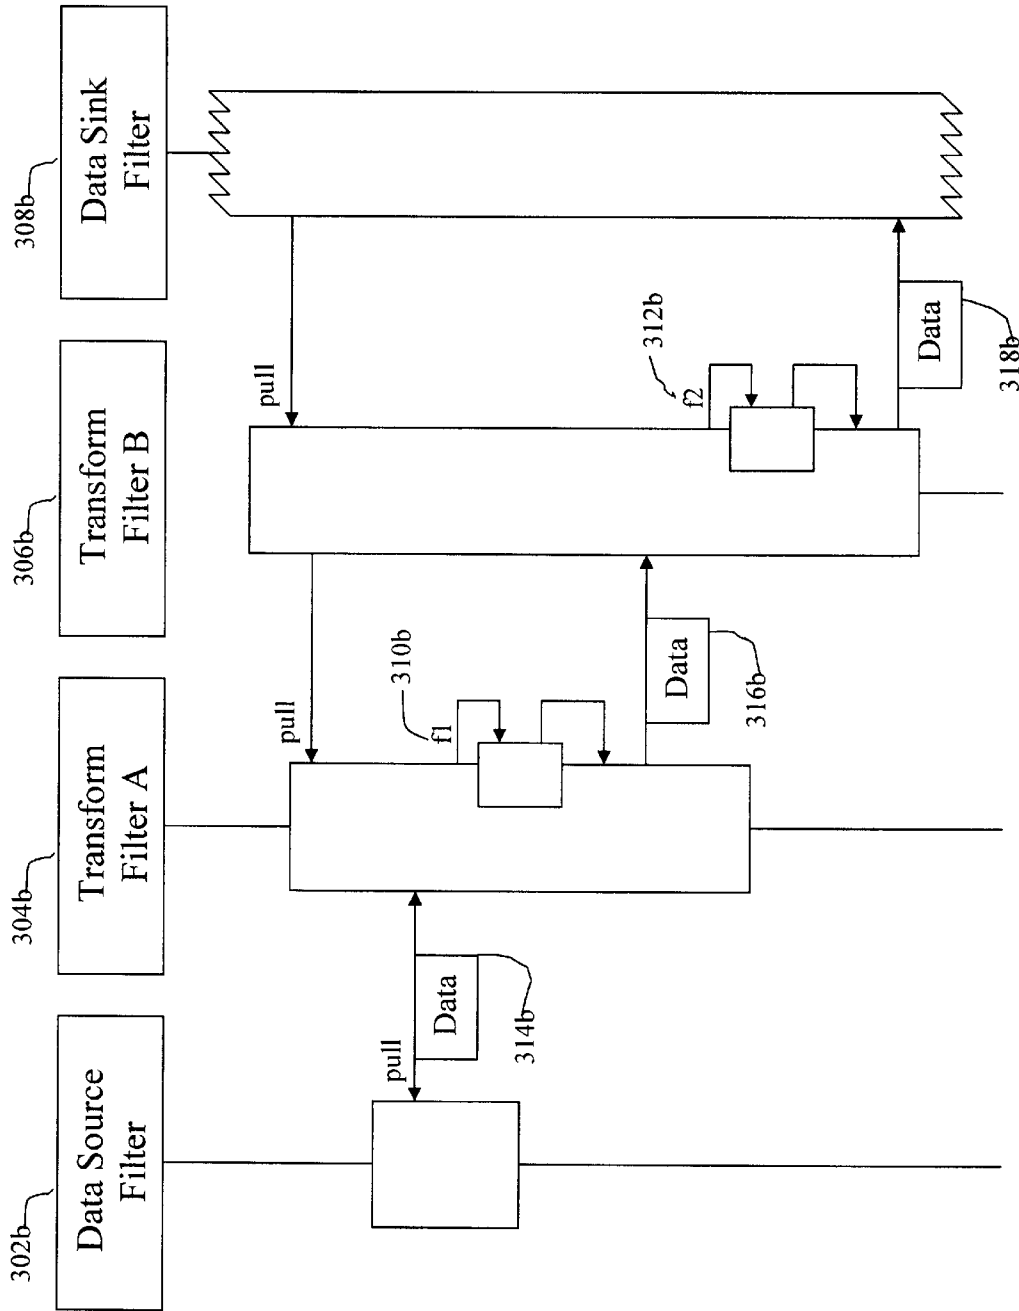 302b
304b
306b
308b
Data Source
Filter
Transform
Filter A
Transform
Filter B
Data Sink
Filter
pull
pull
pull
Data
314b
f1
310b
Data
316b
f2
312b
Data
318b